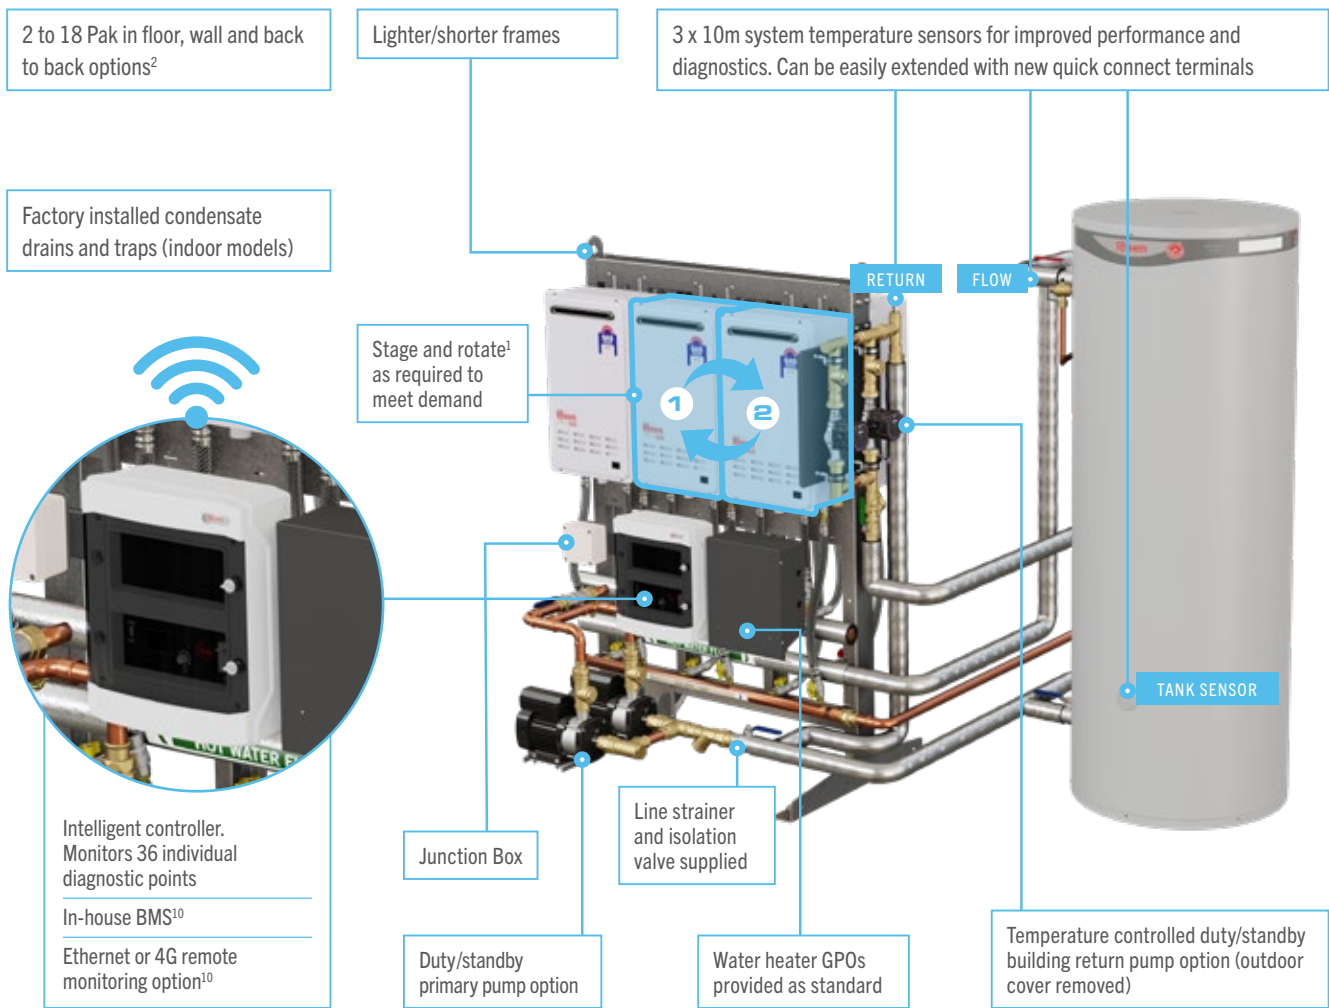 2 to 18 Pak in floor, wall and back
to back options²
Lighter/shorter frames
3 x 10m system temperature sensors for improved performance and
diagnostics. Can be easily extended with new quick connect terminals
Factory installed condensate
drains and traps (indoor models)
RETURN
FLOW
Rheem
Stage and rotate¹
as required to
meet demand
1
2
TANK SENSOR
HOT WATER
Intelligent controller.
Monitors 36 individual
diagnostic points
In-house BMS¹⁰
Ethernet or 4G remote
monitoring option¹⁰
Junction Box
Line strainer
and isolation
valve supplied
Duty/standby
primary pump option
Water heater GPOs
provided as standard
Temperature controlled duty/standby
building return pump option (outdoor
cover removed)